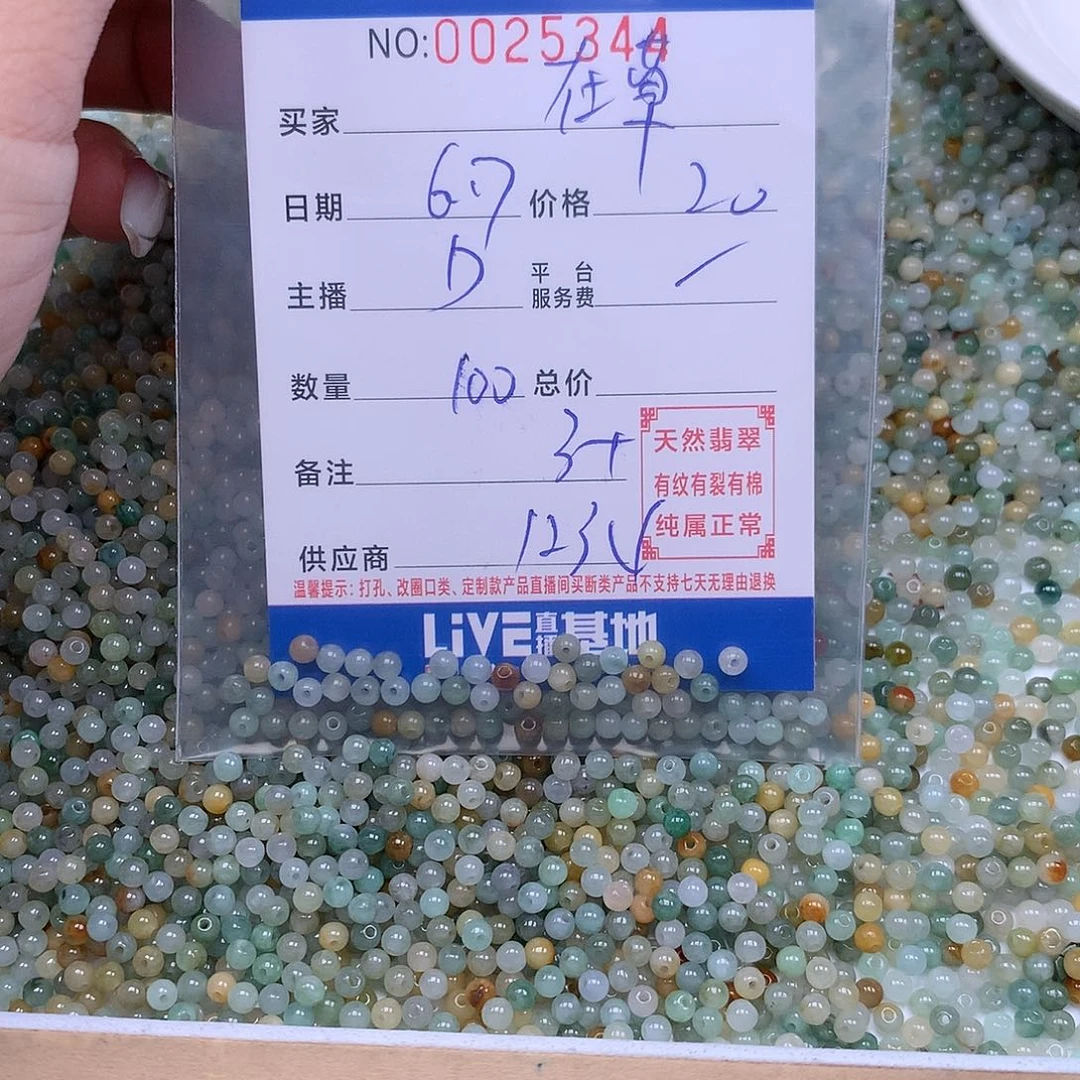 NO:0025344
买家 在草
日期 6.17 价格 20
主播 D 平台服务费 /
数量 100 总价
备注 3+
天然翡翠
有纹有裂有棉
纯属正常
供应商
温馨提示：打孔、改圈口类、定制款产品直播间买断类产品不支持七天无理由退换
LiVE直播基地